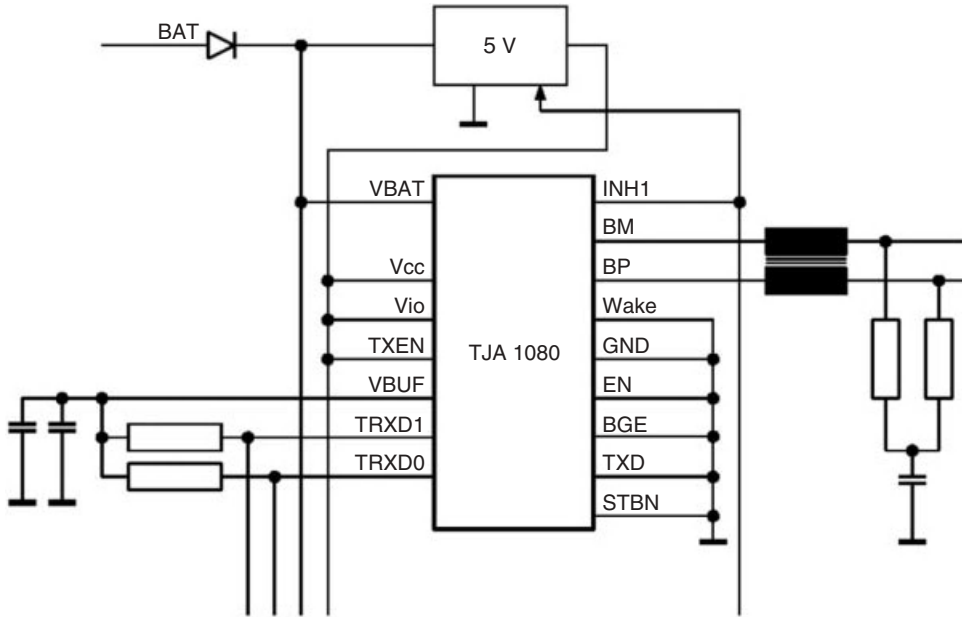 BAT
5 V
VBAT
Vcc
Vio
TXEN
VBUF
TRXD1
TRXD0
TJA 1080
INH1
BM
BP
Wake
GND
EN
BGE
TXD
STBN